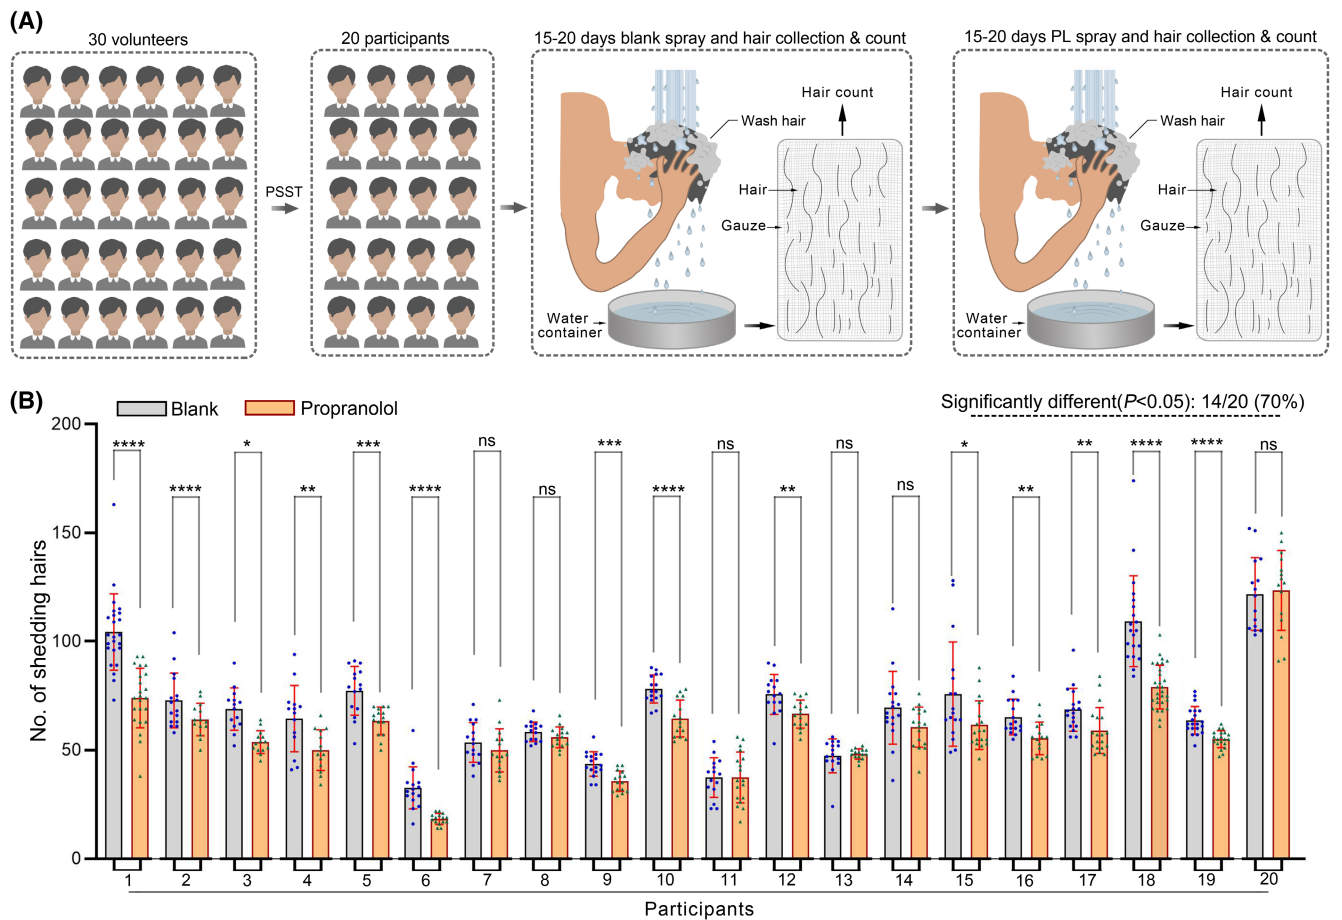 (A)
30 volunteers
20 participants
15-20 days blank spray and hair collection & count
15-20 days PL spray and hair collection & count
PSST
Hair count
Wash hair
Hair
Gauze
Water
container
Hair count
Wash hair
Hair
Gauze
Water
container
(B)
Blank
Propranolol
Significantly different(P<0.05): 14/20 (70%)
No. of shedding hairs
200
150
100
50
0
**** **** * ** *** **** ns ns *** **** ns ** ns ns * ** ** **** **** ns
1 2 3 4 5 6 7 8 9 10 11 12 13 14 15 16 17 18 19 20
Participants